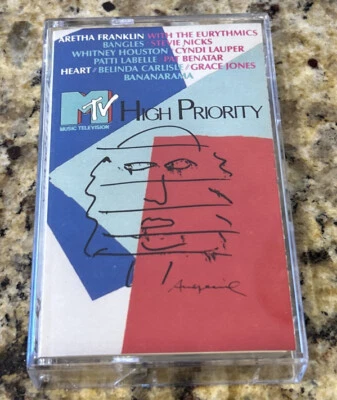 ARETHA FRANKLIN WITH THE EURYTHMICS
BANGLES STEVIE NICKS
WHITNEY HOUSTON/CYNDI LAUPER
PATTI LABELLE PAT BENATAR
HEART/BELINDA CARLISLE/GRACE JONES
BANANARAMA
MTV
MUSIC TELEVISION
HIGH PRIORITY